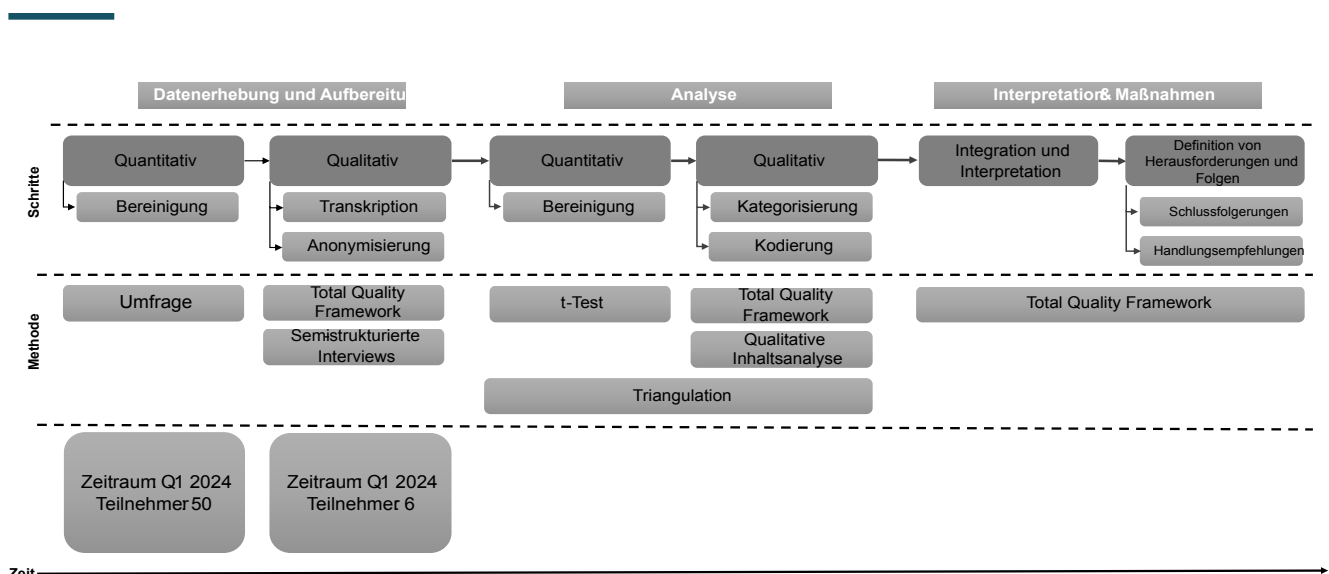 Datenerhebung und Aufbereitu
Analyse
Interpretation& Maßnahmen
Schritte
Quantitativ
Bereinigung
Qualitativ
Transkription
Anonymisierung
Quantitativ
Bereinigung
Qualitativ
Kategorisierung
Kodierung
Integration und
Interpretation
Definition von
Herausforderungen und
Folgen
Schlussfolgerungen
Handlungsempfehlungen
Methode
Umfrage
Total Quality
Framework
Semistrukturierte
Interviews
t-Test
Total Quality
Framework
Qualitative
Inhaltsanalyse
Triangulation
Total Quality Framework
Zeitraum: Q1 2024
Teilnehmer: 50
Zeitraum: Q1 2024
Teilnehmer: 6
Zeit